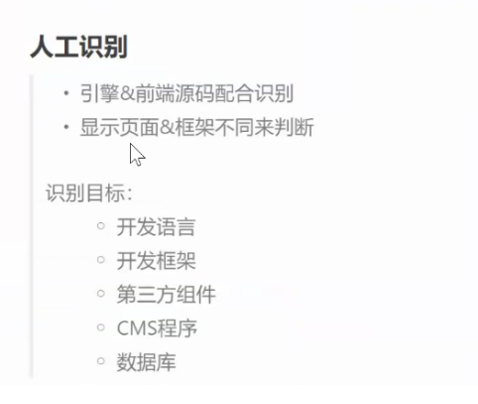 人工识别
• 引擎&前端源码配合识别
• 显示页面&框架不同来判断
识别目标：
○ 开发语言
○ 开发框架
○ 第三方组件
○ CMS程序
○ 数据库